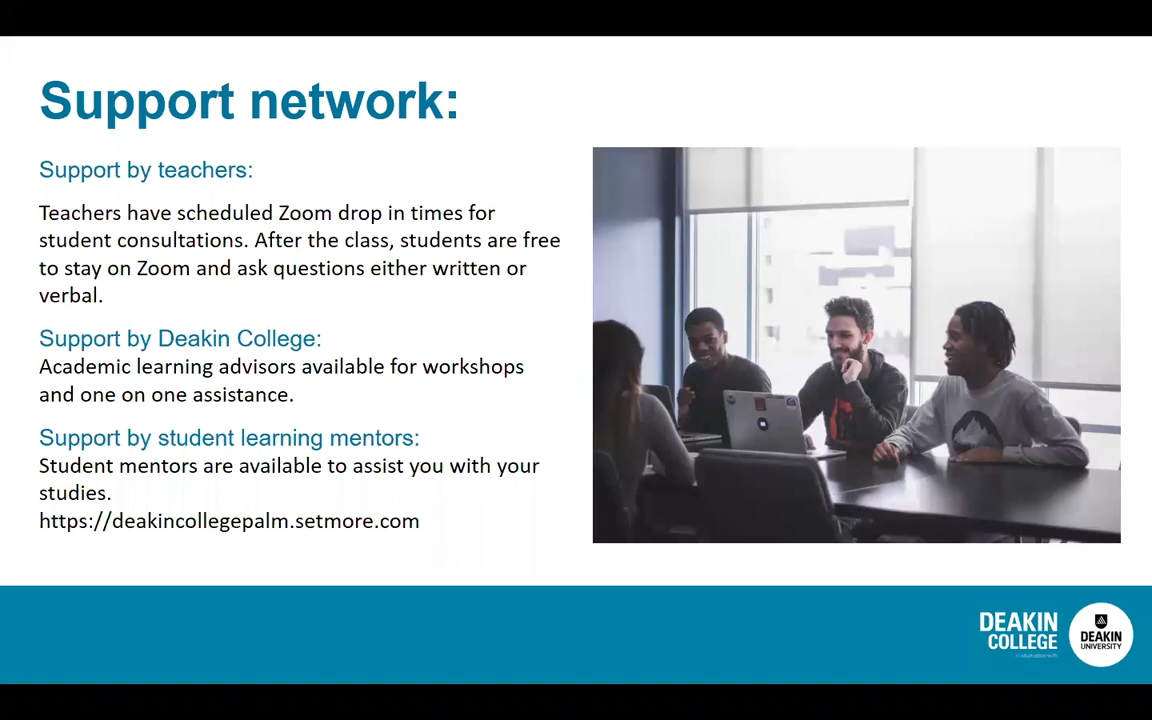 Support network:
Support by teachers:
Teachers have scheduled Zoom drop in times for
student consultations. After the class, students are free
to stay on Zoom and ask questions either written or
verbal.
Support by Deakin College:
Academic learning advisors available for workshops
and one on one assistance.
Support by student learning mentors:
Student mentors are available to assist you with your
studies.
https://deakincollegepalm.setmore.com
DEAKIN
COLLEGE
DEAKIN
UNIVERSITY